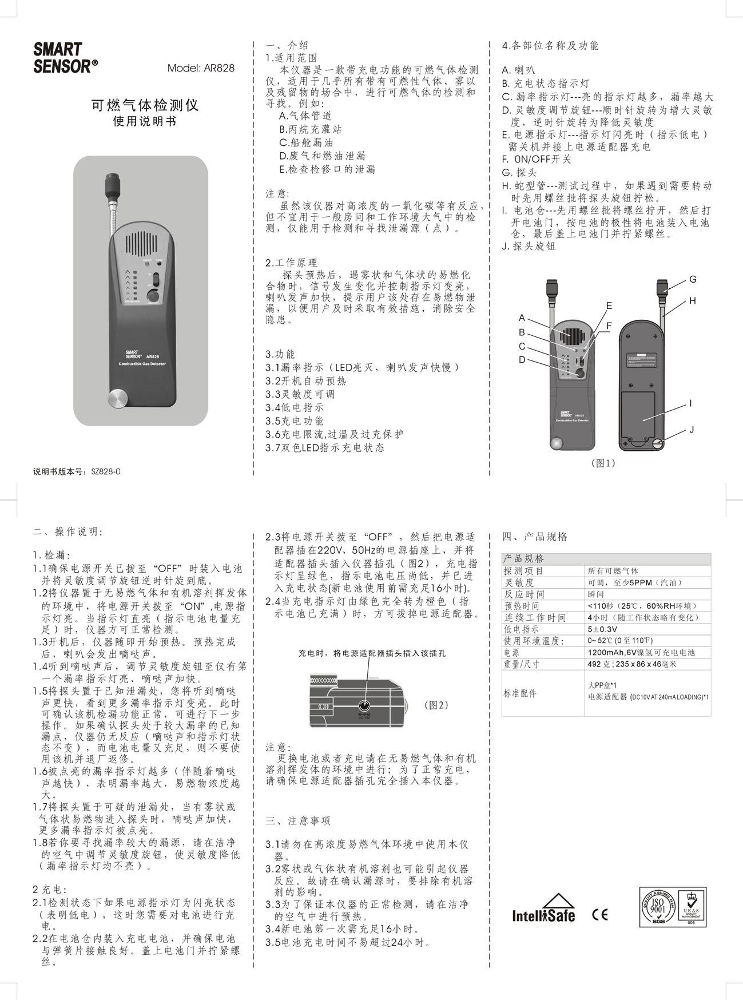 SMART
SENSOR®
Model: AR828
可燃气体检测仪
使用说明书
SMART
SENSOR® AR828
Combustible Gas Detector
说明书版本号：SZ828-0
一、介绍
1.适用范围
本仪器是一款带充电功能的可燃气体检测
仪，适用于几乎所有带有可燃性气体、雾以
及残留物的场合中，进行可燃气体的检测和
寻找。例如：
A.气体管道
B.丙烷充灌站
C.船舱漏油
D.废气和燃油泄漏
E.检查检修口的泄漏
注意:
虽然该仪器对高浓度的一氧化碳等有反应，
但不宜用于一般房间和工作环境大气中的检
测，仅能用于检测和寻找泄漏源（点）。
2.工作原理
探头预热后，遇雾状和气体状的易燃化
合物时，信号发生变化并控制指示灯变亮，
喇叭发声加快，提示用户该处存在易燃物泄
漏，以便用户及时采取有效措施，消除安全
隐患。
3.功能
3.1漏率指示（LED亮灭，喇叭发声快慢）
3.2开机自动预热
3.3灵敏度可调
3.4低电指示
3.5充电功能
3.6充电限流,过温及过充保护
3.7双色LED指示充电状态
4.各部位名称及功能
A. 喇叭
B. 充电状态指示灯
C. 漏率指示灯---亮的指示灯越多，漏率越大
D. 灵敏度调节旋钮---顺时针旋转为增大灵敏
度，逆时针旋转为降低灵敏度
E. 电源指示灯---指示灯闪亮时（指示低电）
需关机并接上电源适配器充电
F. ON/OFF开关
G. 探头
H. 蛇型管---测试过程中，如果遇到需要转动
时先用螺丝批将探头旋钮拧松。
I. 电池仓---先用螺丝批将螺丝拧开，然后打
开电池门，按电池的极性将电池装入电池
仓，最后盖上电池门并拧紧螺丝。
J. 探头旋钮
G
H
E
A
F
B
C
D
I
SMART
SENSOR® AR828
Combustible Gas Detector
J
(图1)
二、操作说明：
1. 检漏：
1.1确保电源开关已拨至“OFF”时装入电池
并将灵敏度调节旋钮逆时针旋到底。
1.2将仪器置于无易燃气体和有机溶剂挥发体
的环境中，将电源开关拨至“ON”,电源指
示灯亮。当指示灯直亮（指示电池电量充
足）时，仪器方可正常检测。
1.3开机后，仪器随即开始预热。预热完成
后，喇叭会发出嘀哒声。
1.4听到嘀哒声后，调节灵敏度旋钮至仅有第
一个漏率指示灯亮、嘀哒声加快。
1.5将探头置于已知泄漏处，您将听到嘀哒
声更快，看到更多漏率指示灯变亮。此时
可确认该机检漏功能正常，可进行下一步
操作。如果确认探头处于较大漏率的已知
漏点，仪器仍无反应（嘀哒声和指示灯状
态不变），而电池电量又充足，则不要使
用该机并退厂返修。
1.6被点亮的漏率指示灯越多（伴随着嘀哒
声越快），表明漏率越大，易燃物浓度越
大。
1.7将探头置于可疑的泄漏处，当有雾状或
气体状易燃物进入探头时，嘀哒声加快，
更多漏率指示灯被点亮。
1.8若你要寻找漏率较大的漏源，请在洁净
的空气中调节灵敏度旋钮，使灵敏度降低
（漏率指示灯均不亮）。
2 充电：
2.1检测状态下如果电源指示灯为闪亮状态
（表明低电），这时您需要对电池进行充
电。
2.2在电池仓内装入充电电池，并确保电池
与弹簧片接触良好。盖上电池门并拧紧螺
丝。
2.3将电源开关拨至“OFF”，然后把电源适
配器插在220V、50Hz的电源插座上，并将
适配器插头插入仪器插孔（图2），充电指
示灯呈绿色，指示电池电压尚低，并已进
入充电状态(新电池使用前需充足16小时)。
2.4当充电指示灯由绿色完全转为橙色（指
示电池已充满）时，方可拔掉电源适配器。
充电时，将电源适配器插头插入该插孔
DC 10V
(图2)
注意：
更换电池或者充电请在无易燃气体和有机
溶剂挥发体的环境中进行；为了正常充电，
请确保电源适配器插孔完全插入本仪器。
三、注意事项
3.1请勿在高浓度易燃气体环境中使用本仪
器。
3.2雾状或气体状有机溶剂也可能引起仪器
反应。故请在确认漏源时，要排除有机溶
剂的影响。
3.3为了保证本仪器的正常检测，请在洁净
的空气中进行预热。
3.4新电池第一次需充足16小时。
3.5电池充电时间不易超过24小时。
四、产品规格
产品规格
探测项目 所有可燃气体
灵敏度 可调，至少5PPM（汽油）
反应时间 瞬间
预热时间 <110秒（25℃，60%RH环境）
连续工作时间 4小时（随工作状态略有变化）
低电指示 5±0.3V
使用环境温度： 0~ 52℃ (0 至 110℉)
电源 1200mAh,6V镍氢可充电电池
重量/尺寸 492 克 ; 235 x 86 x 46毫米
标准配件 大PP盒*1
电源适配器 (DC10V AT 240mA LOADING)*1
IntelliSafe
CE
QUALITY ASSURED FIRM
ISO
9001
SGS
UKAS
QUALITY
MANAGEMENT
005